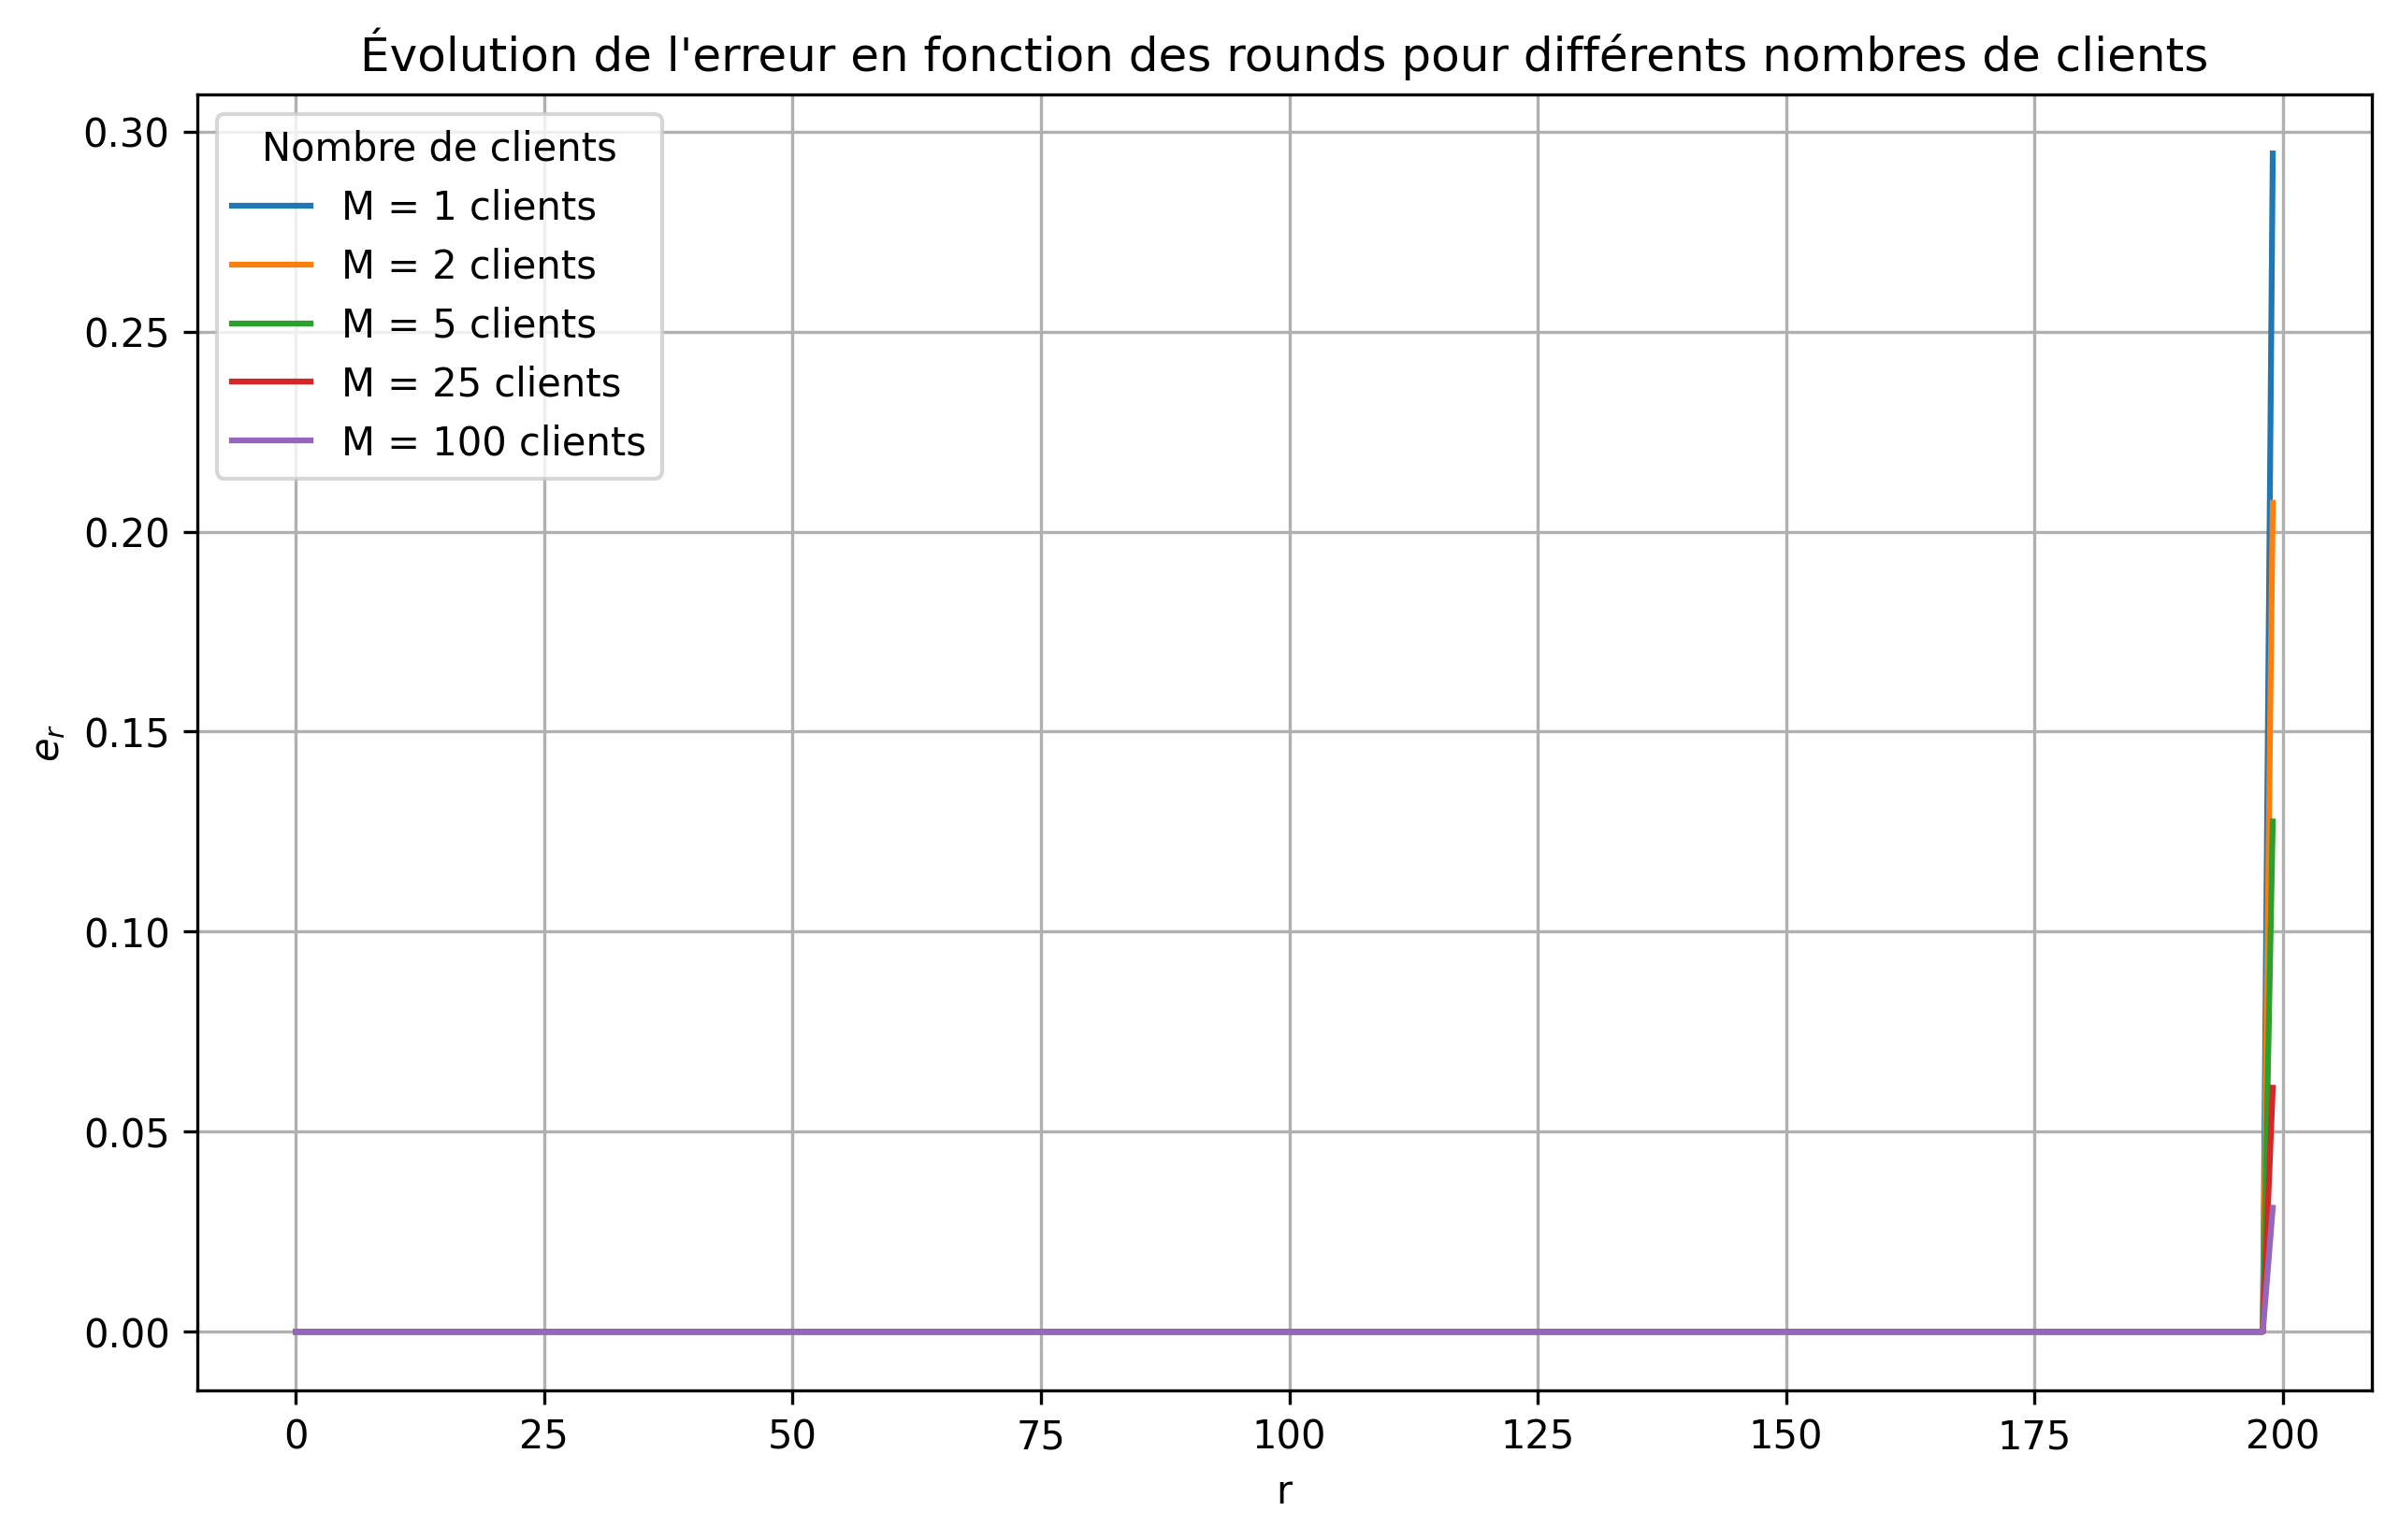 Évolution de l'erreur en fonction des rounds pour différents nombres de clients
Nombre de clients
M = 1 clients
M = 2 clients
M = 5 clients
M = 25 clients
M = 100 clients
0.30
0.25
0.20
0.15
0.10
0.05
0.00
e_r
0 25 50 75 100 125 150 175 200
r